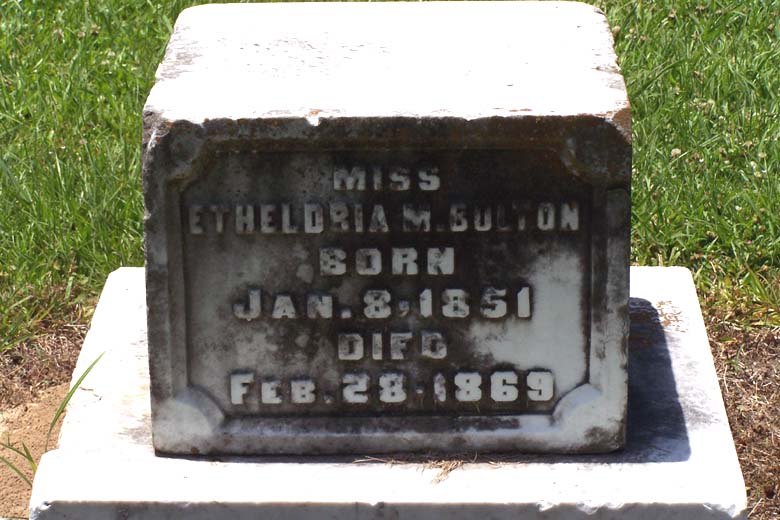 MISS
ETHELDRIA M. BOLTON
BORN
JAN. 8, 1851
DIED
FEB. 28, 1869